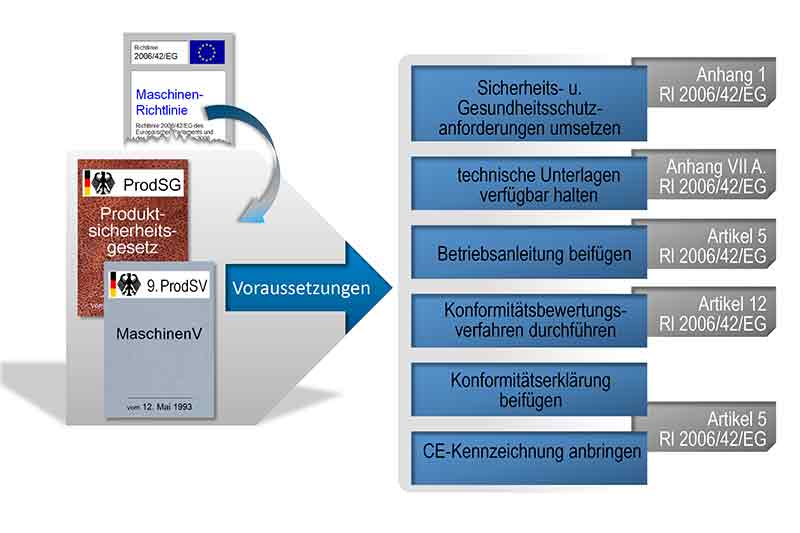 Richtlinie
2006/42/EG
Maschinen-
Richtlinie
Richtlinie 2006/42/EG des
Europäischen Parlaments und
ProdSG
Produkt-
sicherheits-
gesetz
9. ProdSV
MaschinenV
vom 12. Mai 1993
Voraussetzungen
Sicherheits- u.
Gesundheitsschutz-
anforderungen umsetzen
Anhang 1
RI 2006/42/EG
technische Unterlagen
verfügbar halten
Anhang VII A.
RI 2006/42/EG
Betriebsanleitung beifügen
Artikel 5
RI 2006/42/EG
Konformitätsbewertungs-
verfahren durchführen
Artikel 12
RI 2006/42/EG
Konformitätserklärung
beifügen
CE-Kennzeichnung anbringen
Artikel 5
RI 2006/42/EG